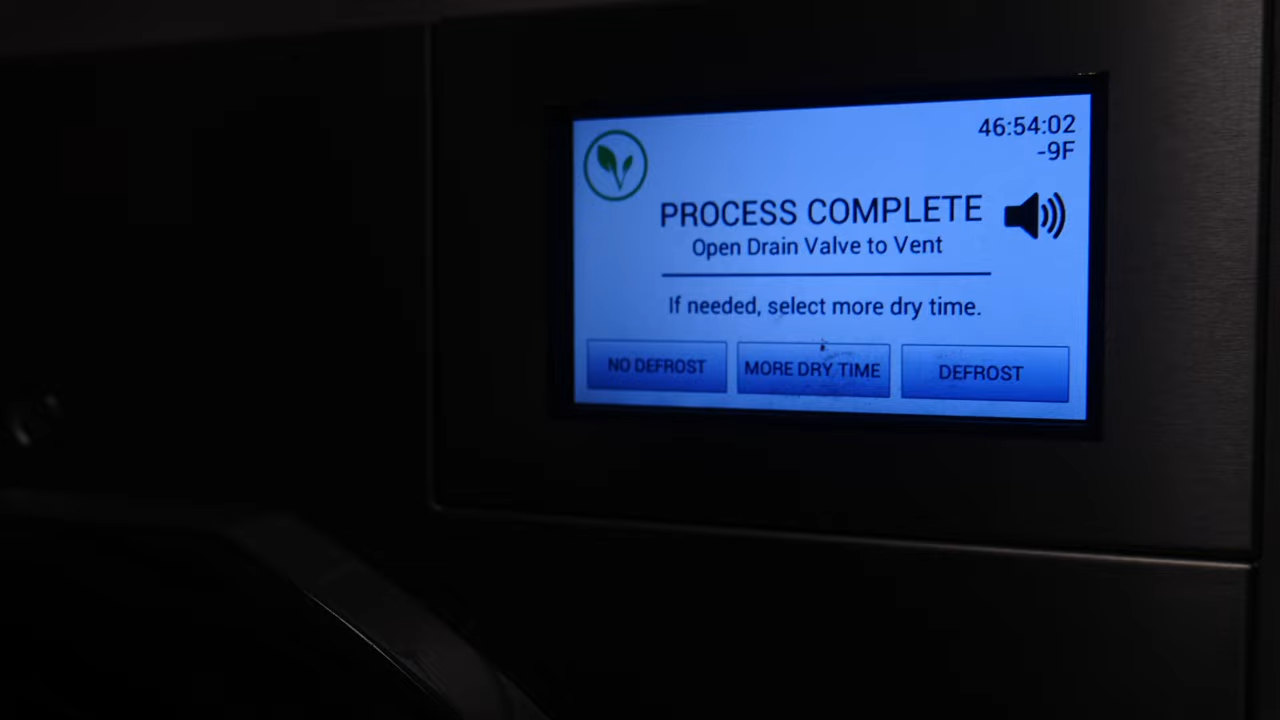 46:54:02
-9F
PROCESS COMPLETE
Open Drain Valve to Vent
If needed, select more dry time.
NO DEFROST
MORE DRY TIME
DEFROST